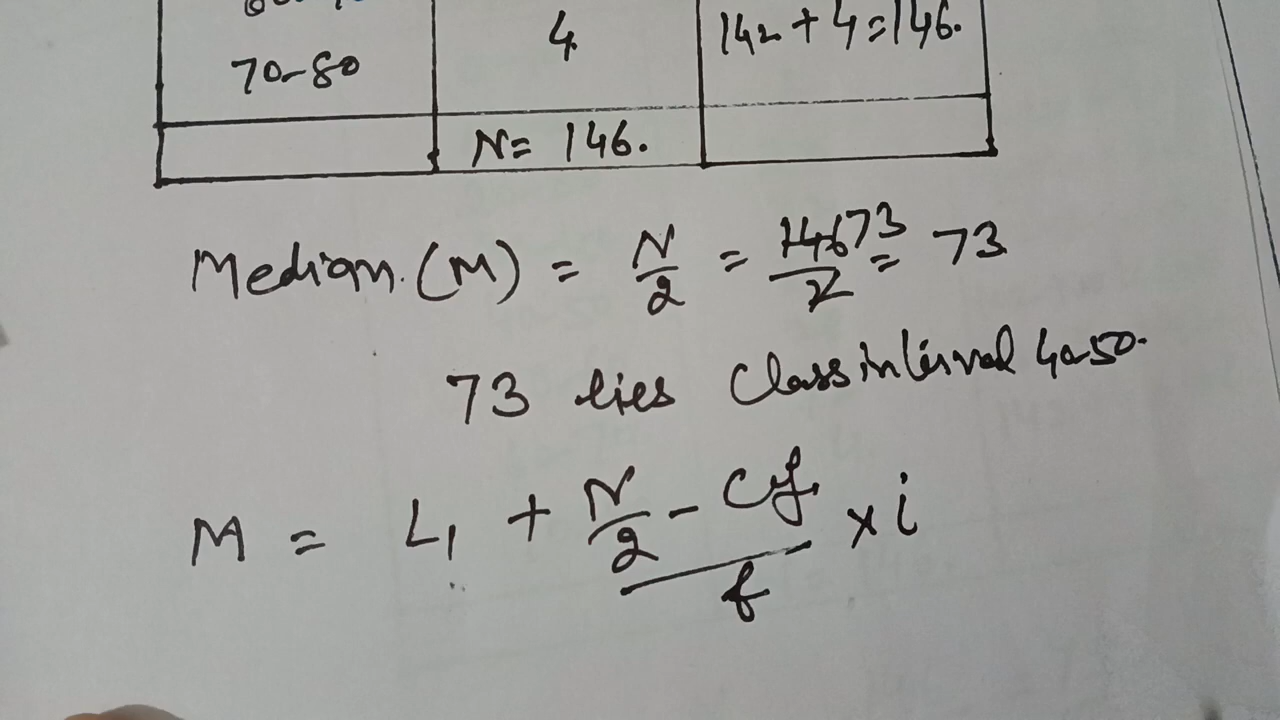 4 142 + 4 = 146.
70-80
N = 146.
Median. (M) = N/2 = 146/2 73 = 73
73 lies Class interval 40-50.
M = L1 + N/2 - Cf. / f × i